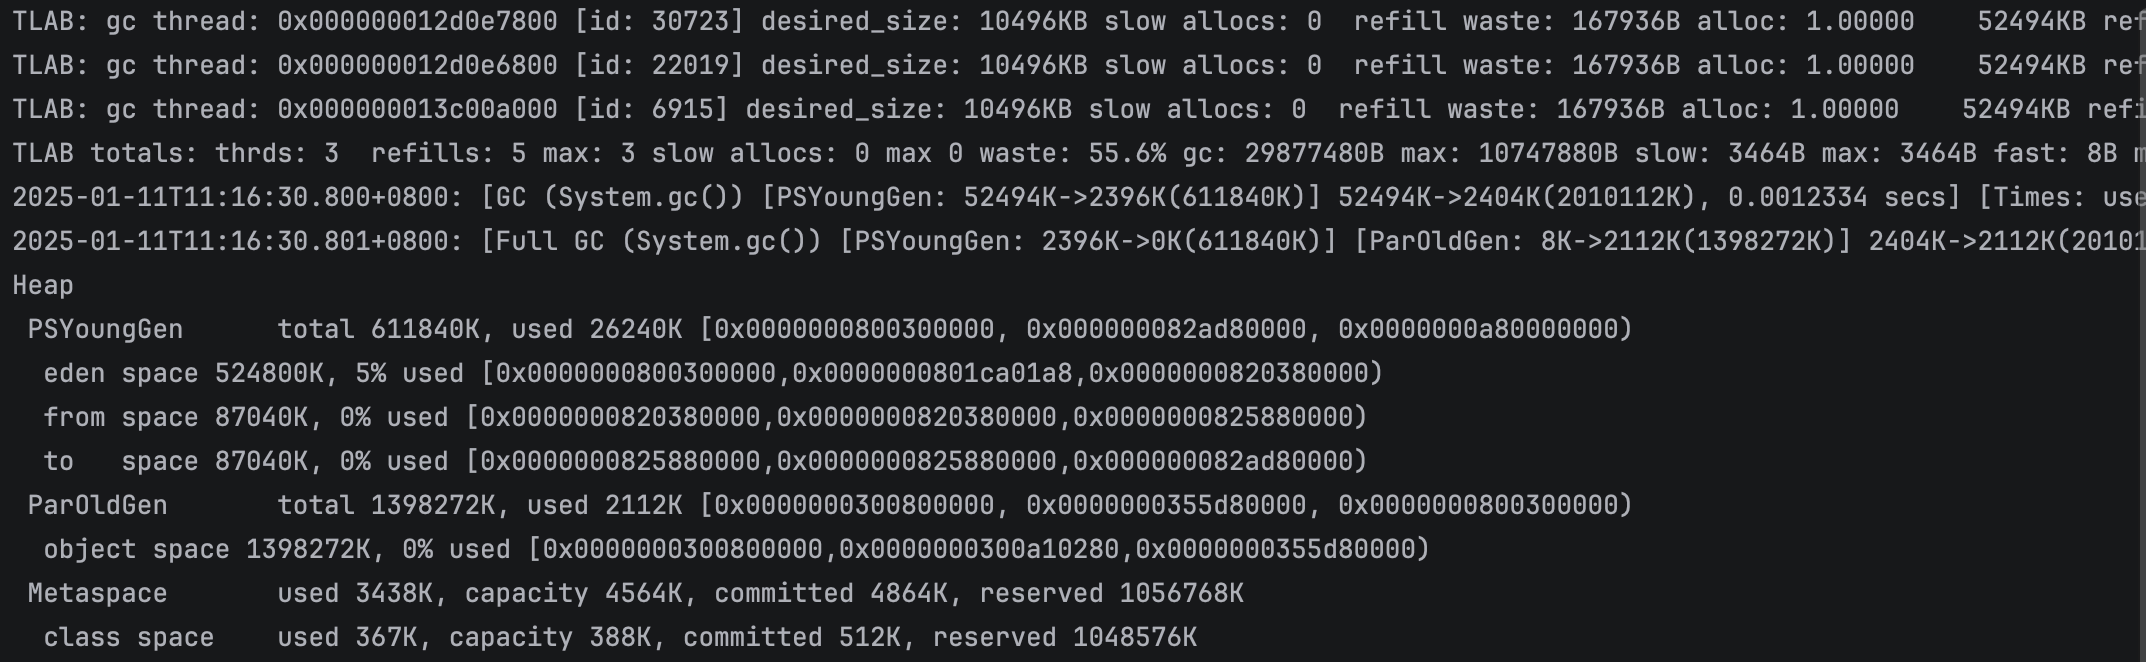 TLAB: gc thread: 0x000000012d0e7800 [id: 30723] desired_size: 10496KB slow allocs: 0  refill waste: 167936B alloc: 1.00000    52494KB ref
TLAB: gc thread: 0x000000012d0e6800 [id: 22019] desired_size: 10496KB slow allocs: 0  refill waste: 167936B alloc: 1.00000    52494KB ref
TLAB: gc thread: 0x000000013c00a000 [id: 6915] desired_size: 10496KB slow allocs: 0  refill waste: 167936B alloc: 1.00000    52494KB refi
TLAB totals: thrds: 3  refills: 5 max: 3 slow allocs: 0 max 0 waste: 55.6% gc: 29877480B max: 10747880B slow: 3464B max: 3464B fast: 8B m
2025-01-11T11:16:30.800+0800: [GC (System.gc()) [PSYoungGen: 52494K->2396K(611840K)] 52494K->2404K(2010112K), 0.0012334 secs] [Times: use
2025-01-11T11:16:30.801+0800: [Full GC (System.gc()) [PSYoungGen: 2396K->0K(611840K)] [ParOldGen: 8K->2112K(1398272K)] 2404K->2112K(20101
Heap
 PSYoungGen      total 611840K, used 26240K [0x0000000800300000, 0x000000082ad80000, 0x0000000a80000000)
  eden space 524800K, 5% used [0x0000000800300000,0x0000000801ca01a8,0x0000000820380000)
  from space 87040K, 0% used [0x0000000820380000,0x0000000820380000,0x0000000825880000)
  to   space 87040K, 0% used [0x0000000825880000,0x0000000825880000,0x000000082ad80000)
 ParOldGen       total 1398272K, used 2112K [0x0000000300800000, 0x0000000355d80000, 0x0000000800300000)
  object space 1398272K, 0% used [0x0000000300800000,0x0000000300a10280,0x0000000355d80000)
 Metaspace       used 3438K, capacity 4564K, committed 4864K, reserved 1056768K
  class space    used 367K, capacity 388K, committed 512K, reserved 1048576K